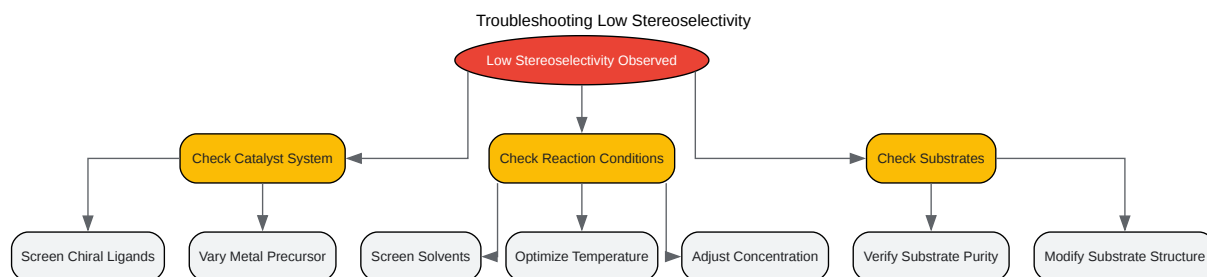 Troubleshooting Low Stereoselectivity
Low Stereoselectivity Observed
Check Catalyst System
Check Reaction Conditions
Check Substrates
Screen Chiral Ligands
Vary Metal Precursor
Screen Solvents
Optimize Temperature
Adjust Concentration
Verify Substrate Purity
Modify Substrate Structure